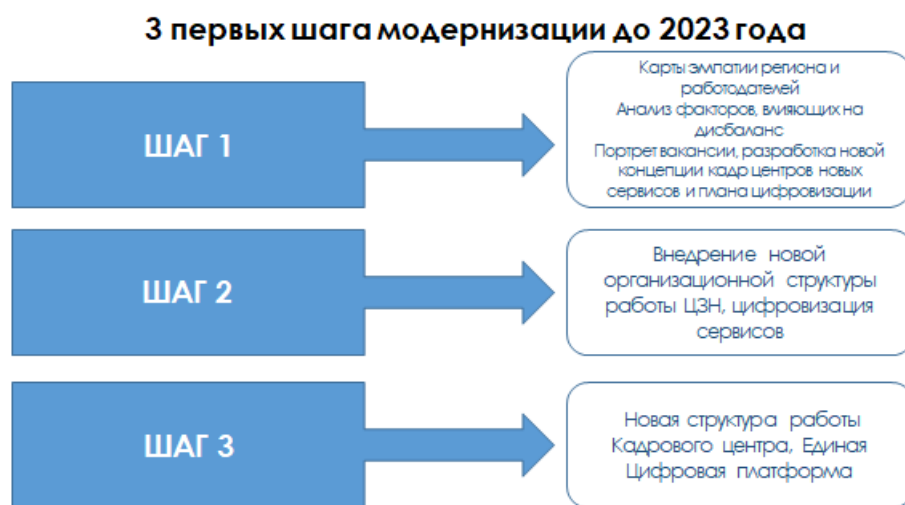 3 первых шага модернизации до 2023 года
ШАГ 1
Карты эмпатии региона и
работодателей
Анализ факторов, влияющих на
дисбаланс
Портрет вакансии, разработка новой
концепции кадр центров новых
сервисов и плана цифровизации
ШАГ 2
Внедрение новой
организационной структуры
работы ЦЗН, цифровизация
сервисов
ШАГ 3
Новая структура работы
Кадрового центра, Единая
Цифровая платформа